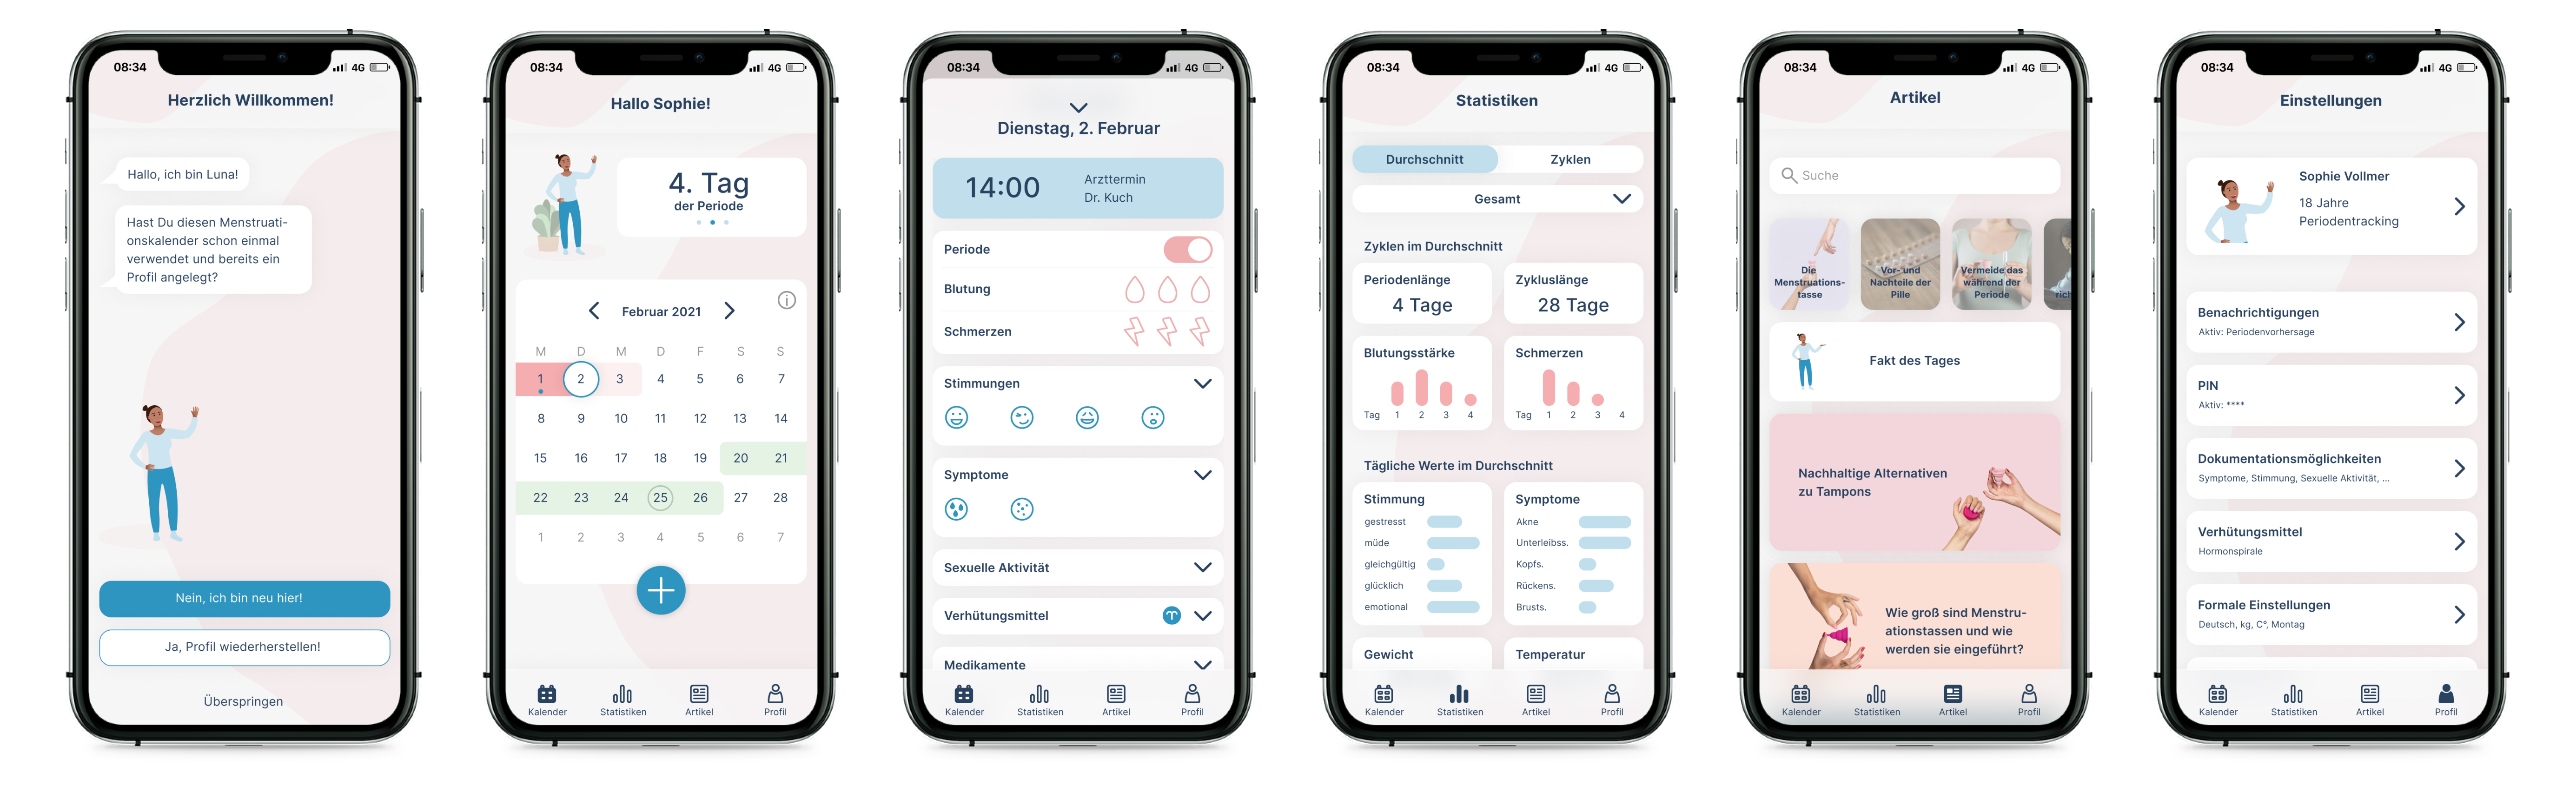 08:34
4G
Herzlich Willkommen!
Hallo, ich bin Luna!
Hast Du diesen Menstruati-
onskalender schon einmal
verwendet und bereits ein
Profil angelegt?
Nein, ich bin neu hier!
Ja, Profil wiederherstellen!
Überspringen
08:34
4G
Hallo Sophie!
4. Tag
der Periode
Februar 2021
M D M D F S S
1 2 3 4 5 6 7
8 9 10 11 12 13 14
15 16 17 18 19 20 21
22 23 24 25 26 27 28
1 2 3 4 5 6 7
Kalender Statistiken Artikel Profil
08:34
4G
Dienstag, 2. Februar
14:00
Arzttermin
Dr. Kuch
Periode
Blutung
Schmerzen
Stimmungen
Symptome
Sexuelle Aktivität
Verhütungsmittel
Medikamente
Kalender Statistiken Artikel Profil
08:34
4G
Statistiken
Durchschnitt Zyklen
Gesamt
Zyklen im Durchschnitt
Periodenlänge
4 Tage
Zykluslänge
28 Tage
Blutungsstärke
Tag 1 2 3 4
Schmerzen
Tag 1 2 3 4
Tägliche Werte im Durchschnitt
Stimmung
gestresst
müde
gleichgültig
glücklich
emotional
Symptome
Akne
Unterleibss.
Kopfs.
Rückens.
Brusts.
Gewicht
Temperatur
Kalender Statistiken Artikel Profil
08:34
4G
Artikel
Suche
Die
Menstruations-
tasse
Vor- und
Nachteile der
Pille
Vermeide das
während der
Periode
rich
Fakt des Tages
Nachhaltige Alternativen
zu Tampons
Wie groß sind Menstru-
ationstassen und wie
werden sie eingeführt?
Kalender Statistiken Artikel Profil
08:34
4G
Einstellungen
Sophie Vollmer
18 Jahre
Periodentracking
Benachrichtigungen
Aktiv: Periodenvorhersage
PIN
Aktiv: ****
Dokumentationsmöglichkeiten
Symptome, Stimmung, Sexuelle Aktivität, ...
Verhütungsmittel
Hormonspirale
Formale Einstellungen
Deutsch, kg, C°, Montag
Kalender Statistiken Artikel Profil